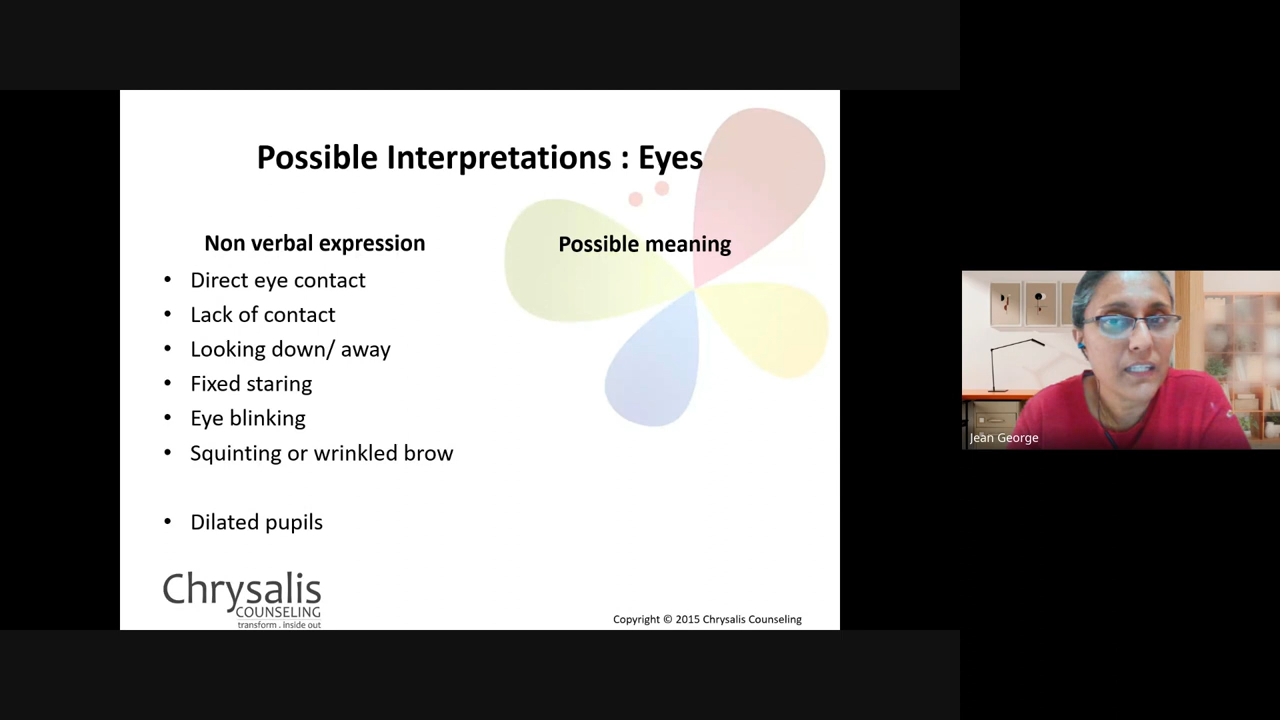 Possible Interpretations : Eyes
Non verbal expression
Possible meaning
• Direct eye contact
• Lack of contact
• Looking down/ away
• Fixed staring
• Eye blinking
• Squinting or wrinkled brow
• Dilated pupils
Chrysalis
COUNSELING
transform . inside out
Copyright © 2015 Chrysalis Counseling
Jean George